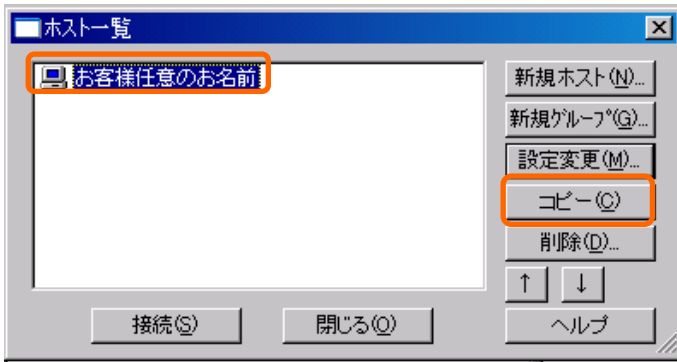 ホスト一覧
お客様任意のお名前
新規ホスト(N)...
新規グループ(G)...
設定変更(M)...
コピー(C)
削除(D)...
↑ ↓
接続(S) 閉じる(O) ヘルプ